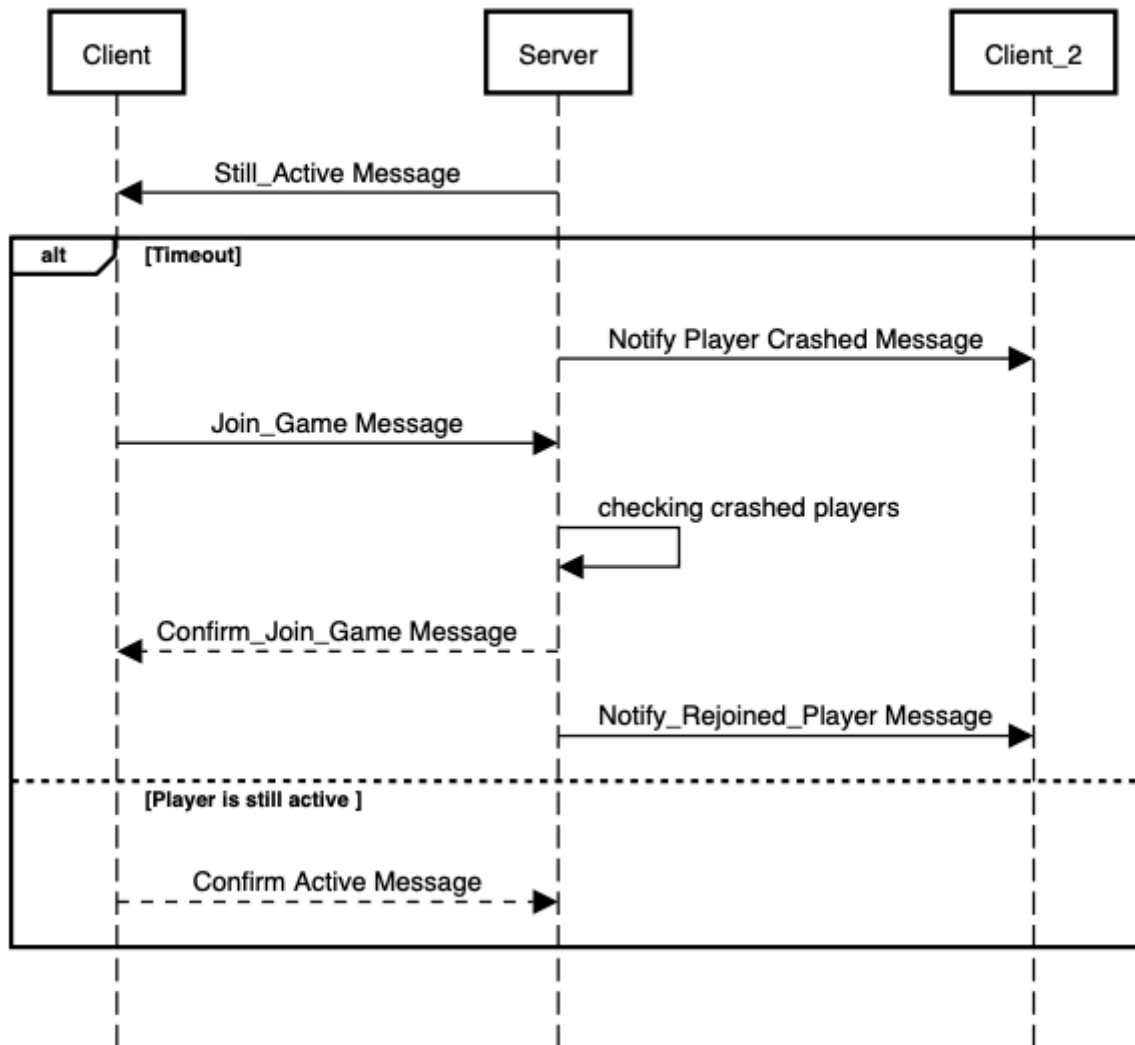 Client
Server
Client_2
Still_Active Message
alt
[Timeout]
Notify Player Crashed Message
Join_Game Message
checking crashed players
Confirm_Join_Game Message
Notify_Rejoined_Player Message
[Player is still active ]
Confirm Active Message